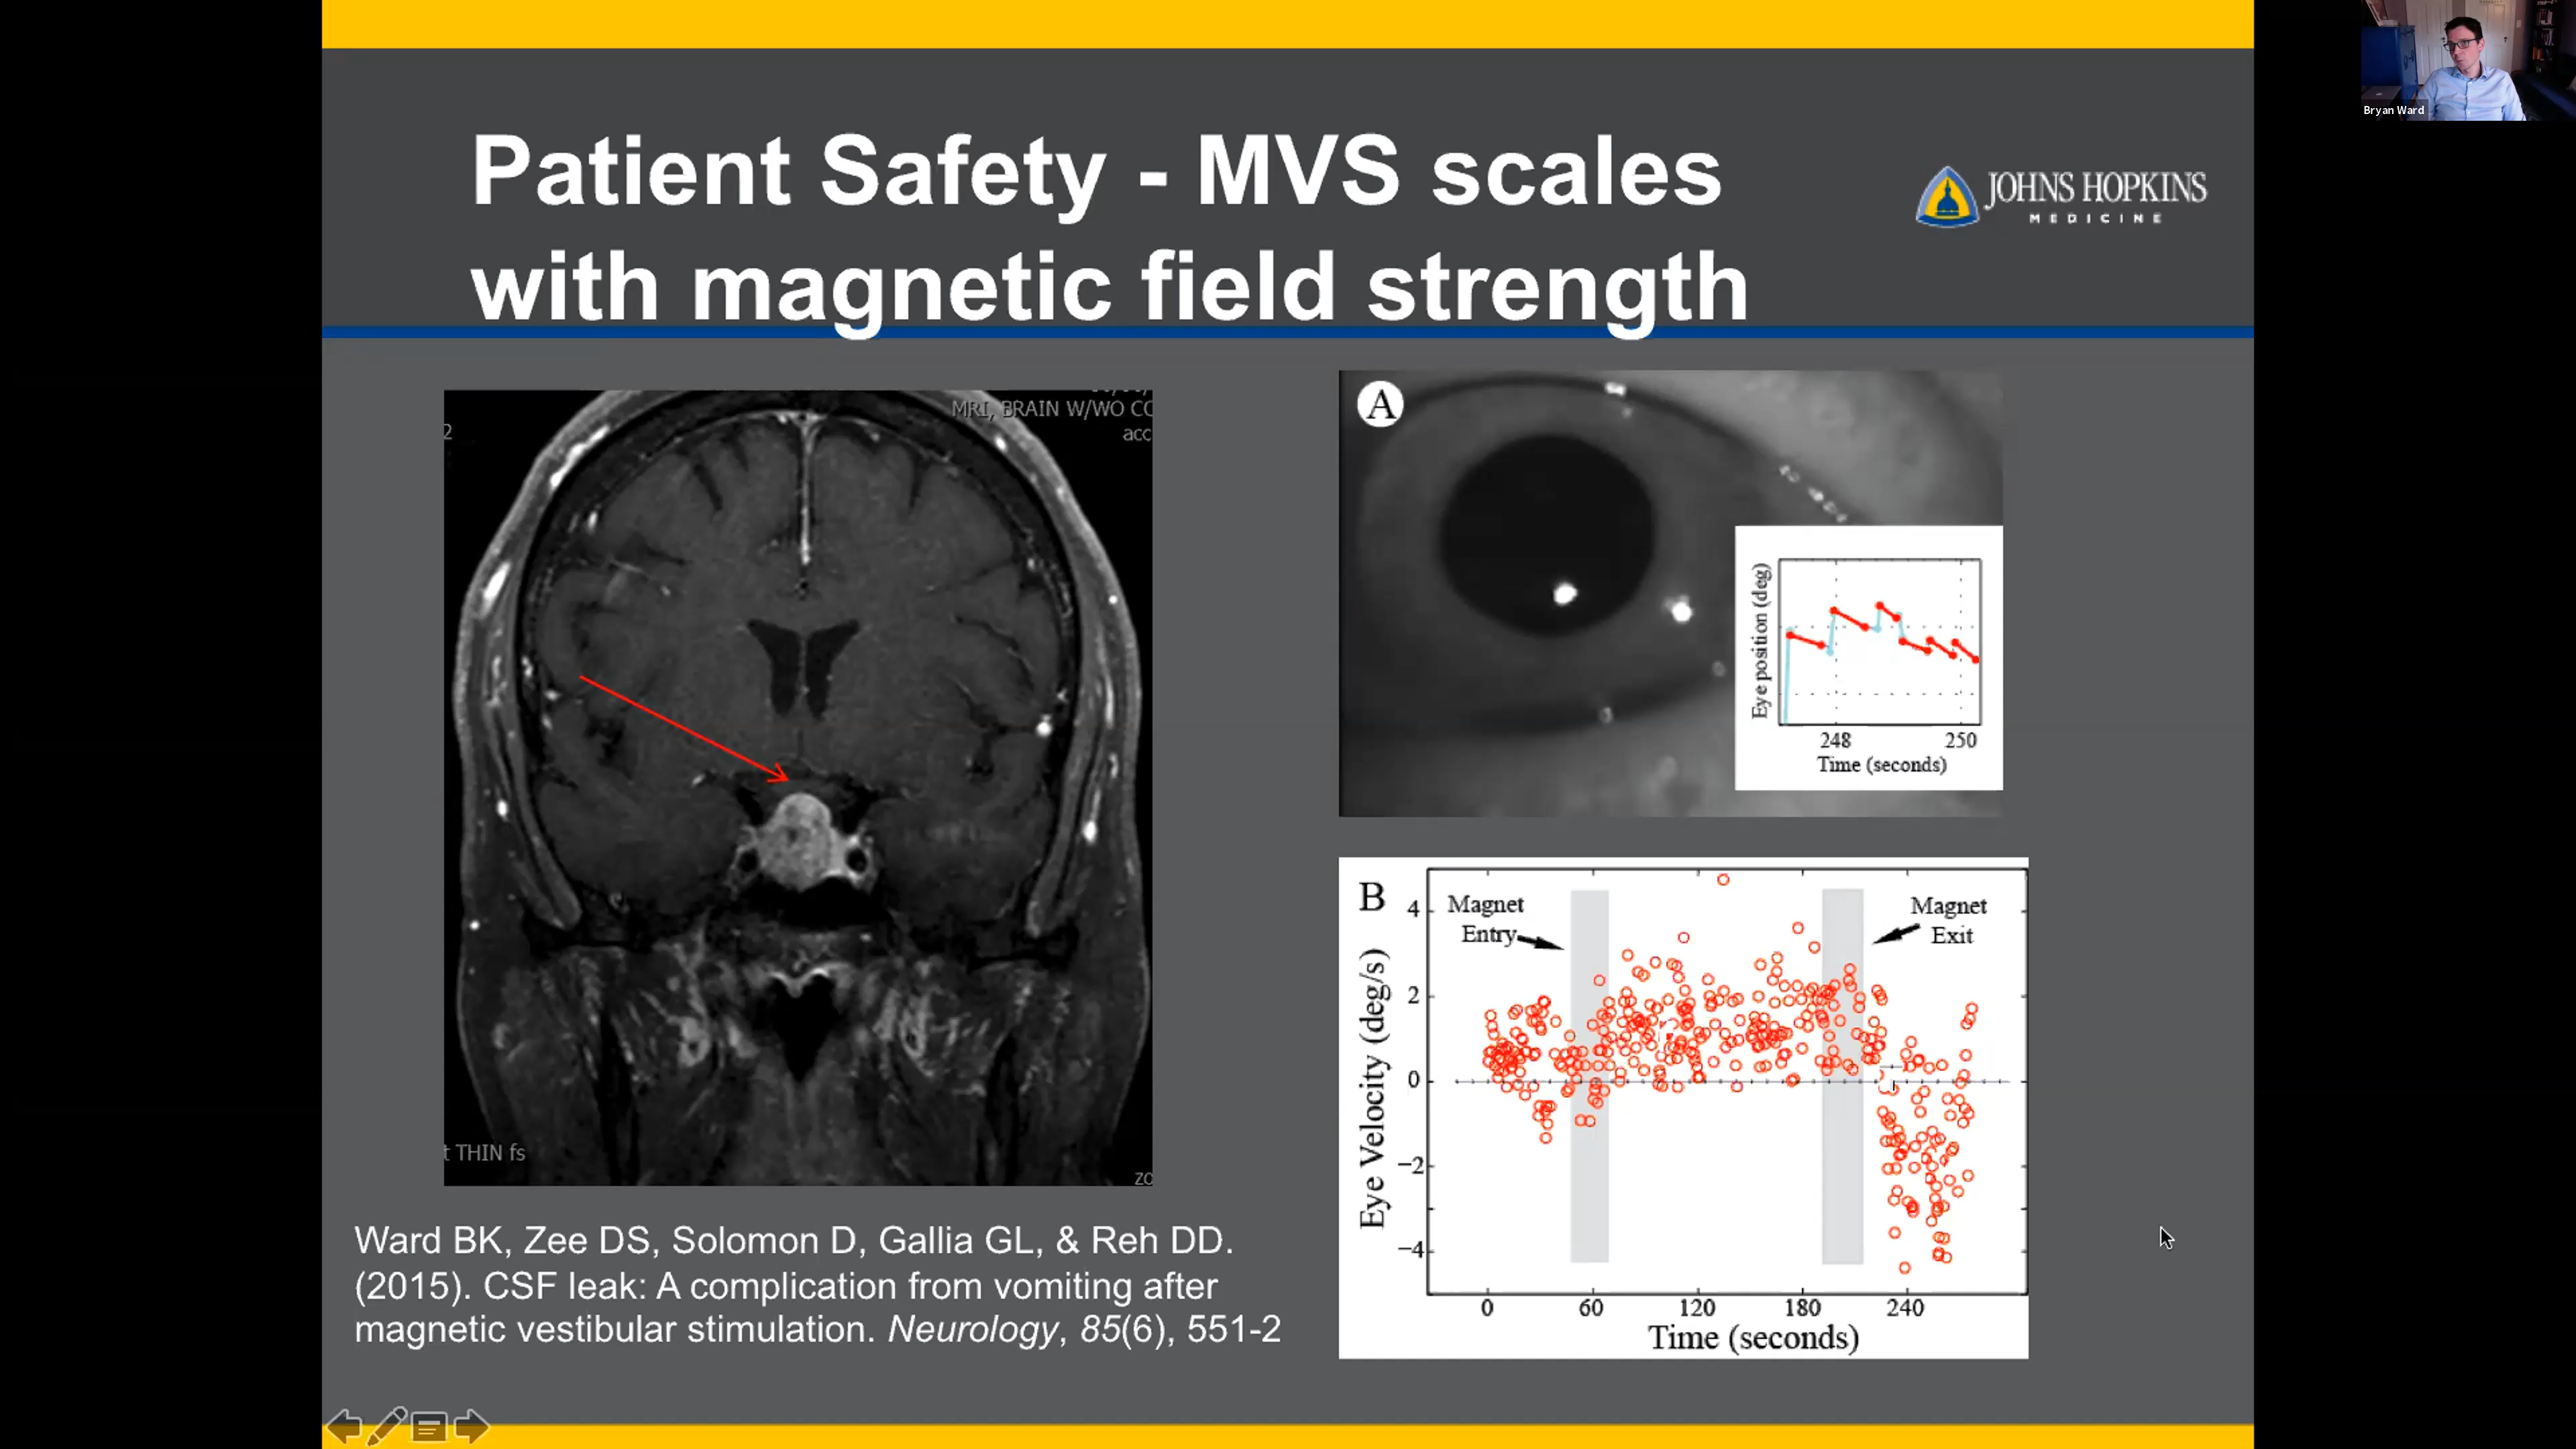 Bryan Ward
Patient Safety - MVS scales
with magnetic field strength
JOHNS HOPKINS
MEDICINE
MRI, BRAIN W/WO CC
acc
2
t THIN fs
zo
Ward BK, Zee DS, Solomon D, Gallia GL, & Reh DD.
(2015). CSF leak: A complication from vomiting after
magnetic vestibular stimulation. Neurology, 85(6), 551-2
A
Eye position (deg)
248 250
Time (seconds)
B
Magnet
Entry
Magnet
Exit
Eye Velocity (deg/s)
4
2
0
−2
−4
0 60 120 180 240
Time (seconds)